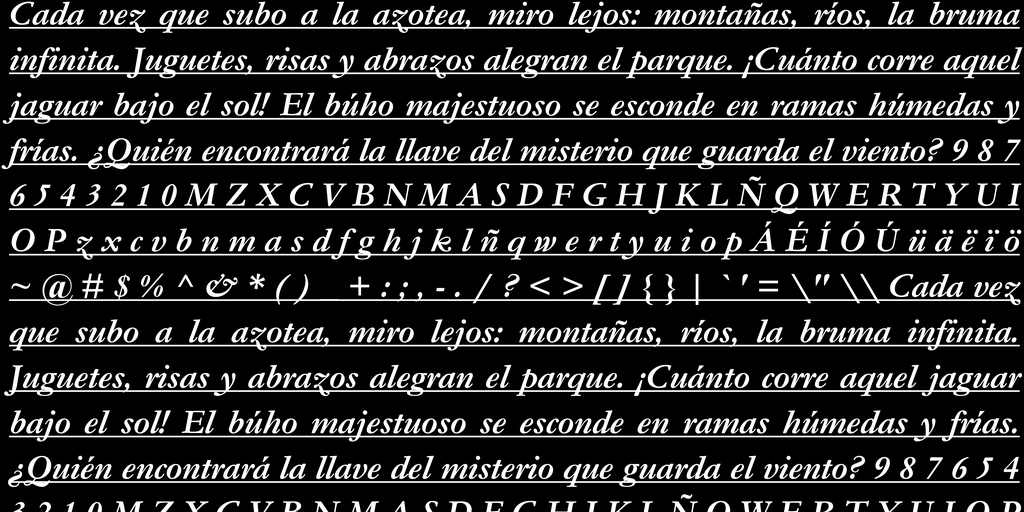 Cada vez que subo a la azotea, miro lejos: montañas, ríos, la bruma
infinita. Juguetes, risas y abrazos alegran el parque. ¡Cuánto corre aquel
jaguar bajo el sol! El búho majestuoso se esconde en ramas húmedas y
frías. ¿Quién encontrará la llave del misterio que guarda el viento? 9 8 7
6 5 4 3 2 1 0 M Z X C V B N M A S D F G H J K L Ñ Q W E R T Y U I
O P z x c v b n m a s d f g h j k l ñ q w e r t y u i o p Á É Í Ó Ú ü ä ë ï ö
~ @ # $ % ^ & * ( ) _ + : ; , - . / ? < > [ ] { } | ` ' = \" \\ Cada vez
que subo a la azotea, miro lejos: montañas, ríos, la bruma infinita.
Juguetes, risas y abrazos alegran el parque. ¡Cuánto corre aquel jaguar
bajo el sol! El búho majestuoso se esconde en ramas húmedas y frías.
¿Quién encontrará la llave del misterio que guarda el viento? 9 8 7 6 5 4
3 2 1 0 M Z X C V B N M A S D F G H J K L Ñ Q W E R T Y U I O P